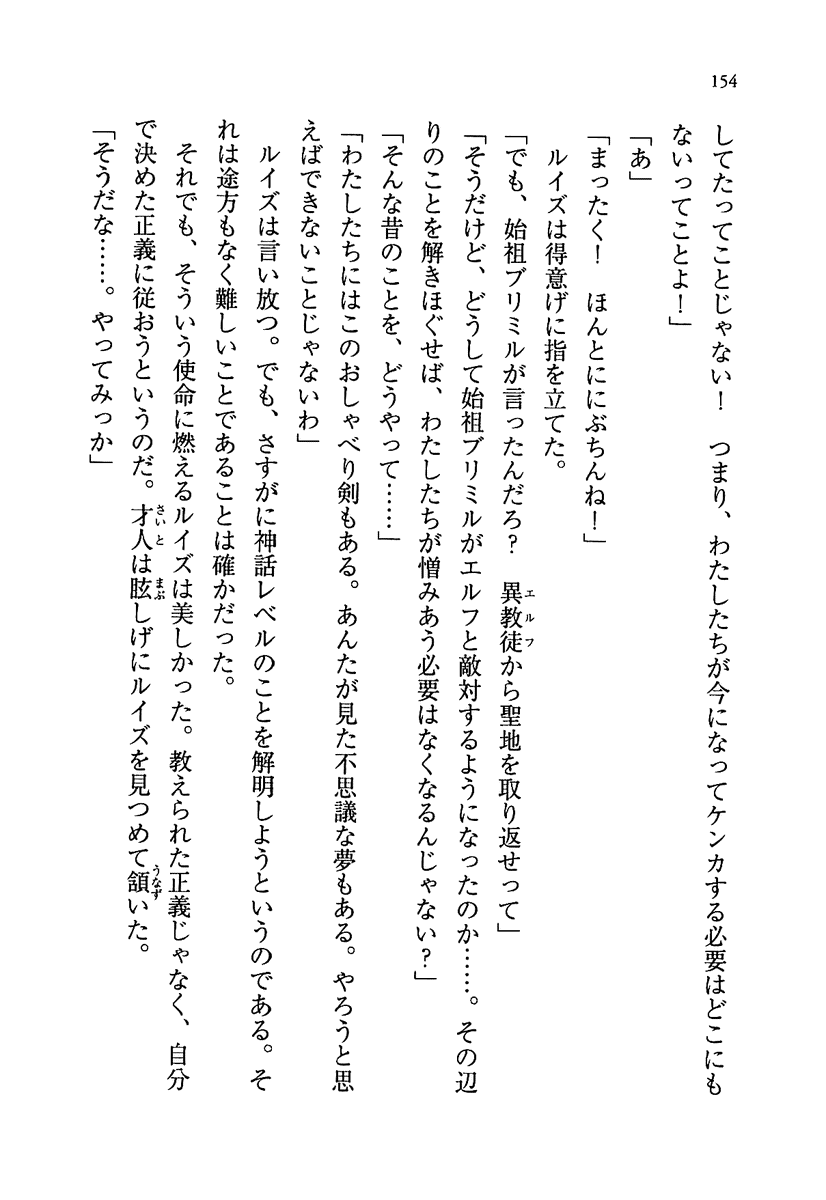 154
してたってことじゃない！　つまり、わたしたちが今になってケンカする必要はどこにも
ないってことよ！」
「あ」
「まったく！　ほんとににぶちんね！」
　ルイズは得意げに指を立てた。
「でも、始祖ブリミルが言ったんだろ？　異教徒から聖地を取り返せって」
エルフ
「そうだけど、どうして始祖ブリミルがエルフと敵対するようになったのか……。その辺
りのことを解きほぐせば、わたしたちが憎みあう必要はなくなるんじゃない？」
「そんな昔のことを、どうやって……」
「わたしたちにはこのおしゃべり剣もある。あんたが見た不思議な夢もある。やろうと思
えばできないことじゃないわ」
　ルイズは言い放つ。でも、さすがに神話レベルのことを解明しようというのである。そ
れは途方もなく難しいことであることは確かだった。
　それでも、そういう使命に燃えるルイズは美しかった。教えられた正義じゃなく、自分
で決めた正義に従おうというのだ。才人は眩しげにルイズを見つめて頷いた。
さいと　まぶ　うなず
「そうだな……。やってみっか」